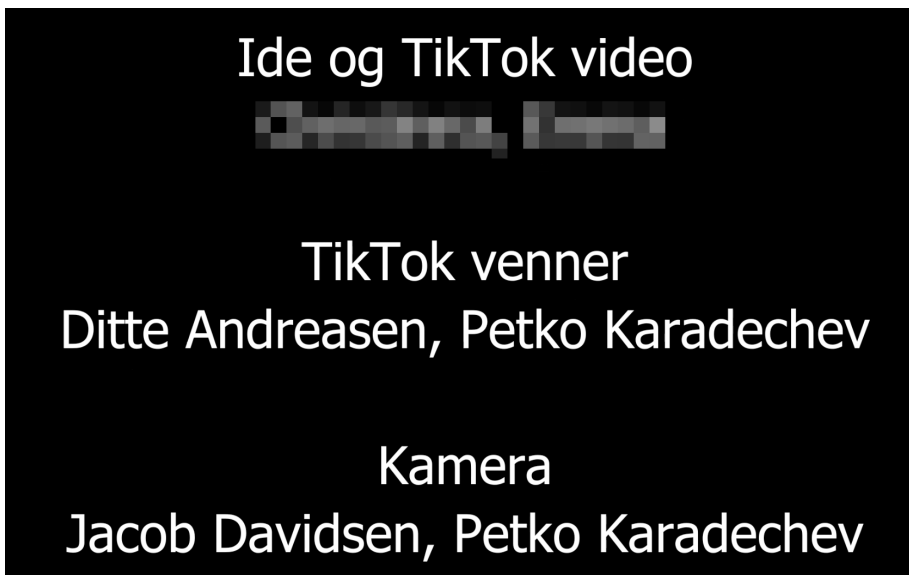 Ide og TikTok video
TikTok venner
Ditte Andreasen, Petko Karadechev
Kamera
Jacob Davidsen, Petko Karadechev